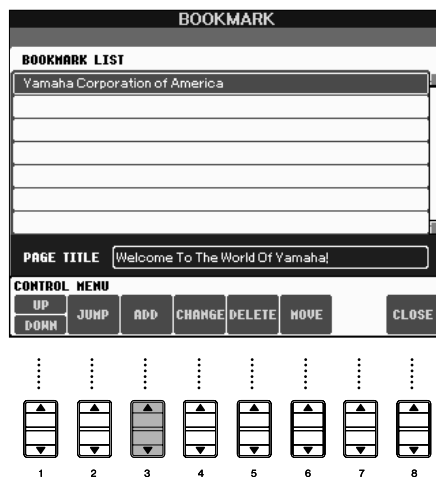 BOOKMARK
BOOKMARK LIST
Yamaha Corporation of America
PAGE TITLE Welcome To The World Of Yamaha!
CONTROL MENU
UP
DOWN
JUMP ADD CHANGE DELETE MOVE CLOSE
1 2 3 4 5 6 7 8